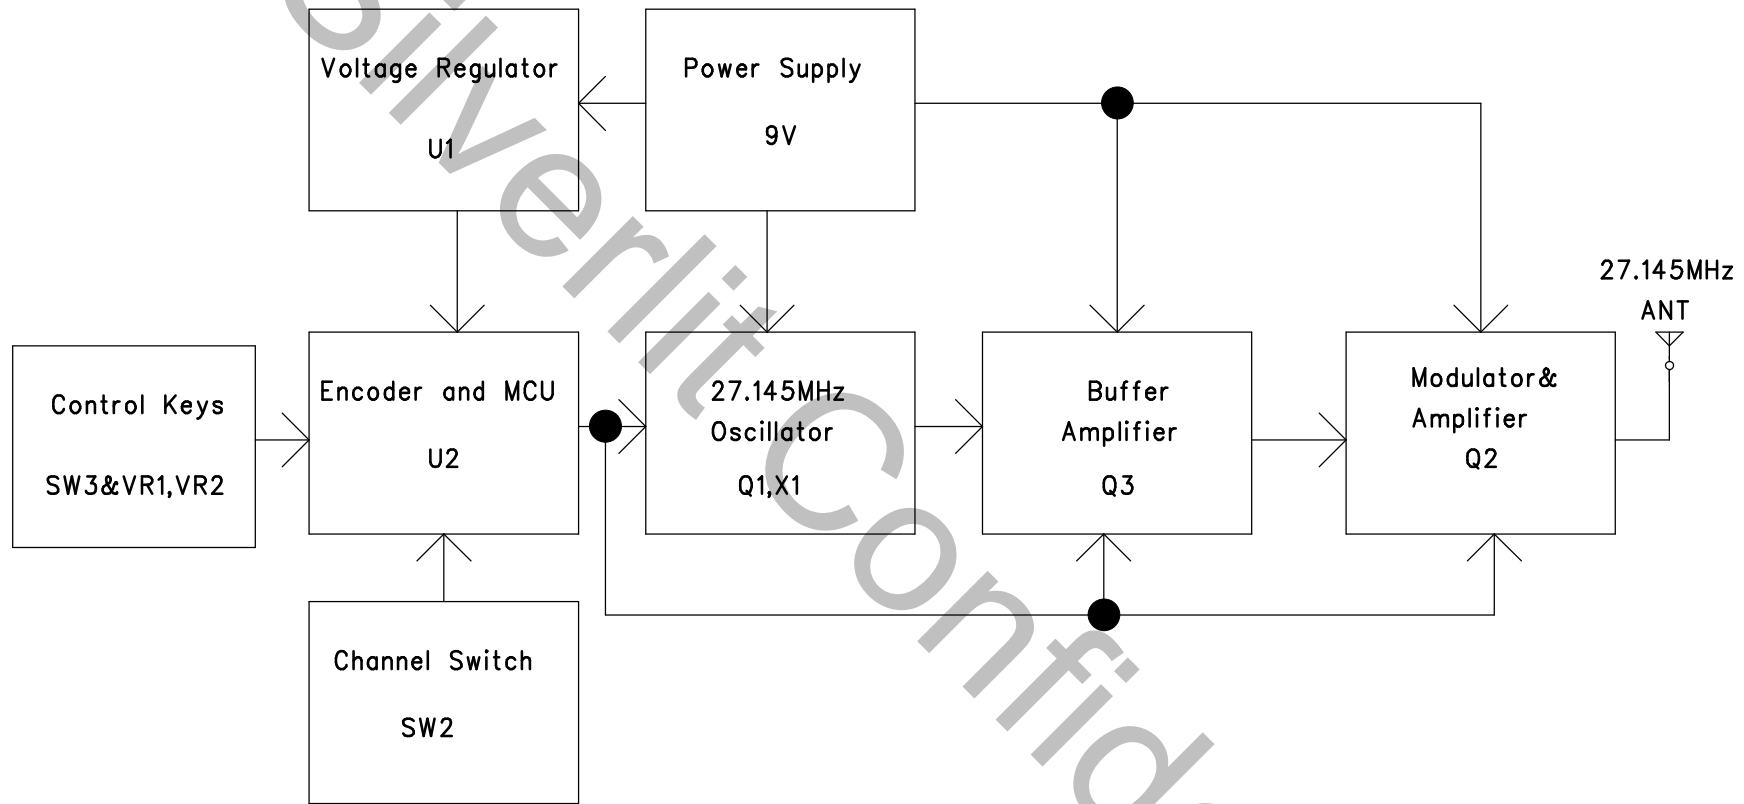 Voltage Regulator
U1
Power Supply
9V
27.145MHz
ANT
Control Keys
SW3&VR1,VR2
Encoder and MCU
U2
27.145MHz
Oscillator
Q1,X1
Buffer
Amplifier
Q3
Modulator&
Amplifier
Q2
Channel Switch
SW2
Silverlit Confide